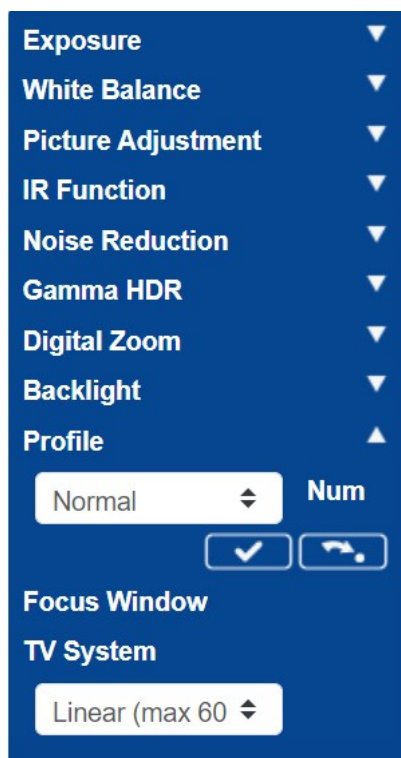 Exposure
White Balance
Picture Adjustment
IR Function
Noise Reduction
Gamma HDR
Digital Zoom
Backlight
Profile
Normal Num
Focus Window
TV System
Linear (max 60